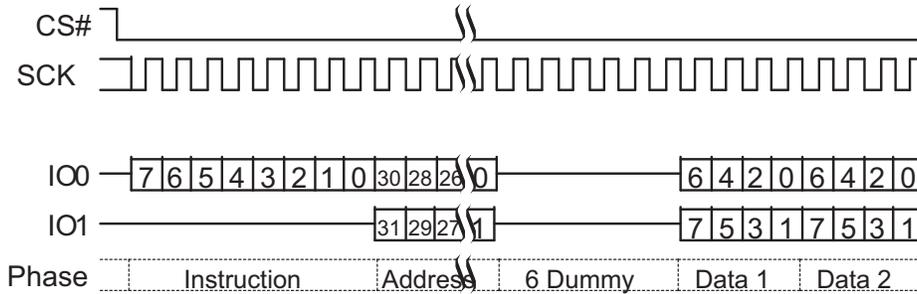 CS#
SCK
IO0 7 6 5 4 3 2 1 0 30 28 26 0 6 4 2 0 6 4 2 0
IO1 31 29 27 1 7 5 3 1 7 5 3 1
Phase Instruction Address 6 Dummy Data 1 Data 2